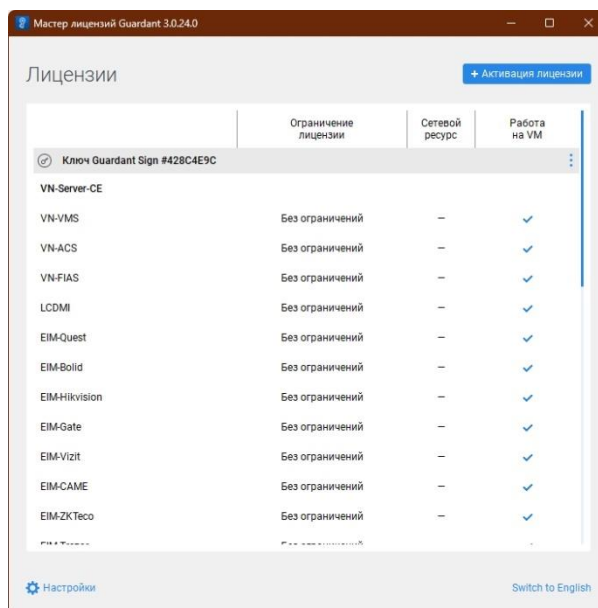 Мастер лицензий Guardant 3.0.24.0
Лицензии
+ Активация лицензии
Ограничение лицензии
Сетевой ресурс
Работа на VM
Ключ Guardant Sign #428C4E9C
VN-Server-CE
VN-VMS Без ограничений –
VN-ACS Без ограничений –
VN-FIAS Без ограничений –
LCDMI Без ограничений –
EIM-Quest Без ограничений –
EIM-Bolid Без ограничений –
EIM-Hikvision Без ограничений –
EIM-Gate Без ограничений –
EIM-Vizit Без ограничений –
EIM-CAME Без ограничений –
EIM-ZKTeco Без ограничений –
Настройки
Switch to English